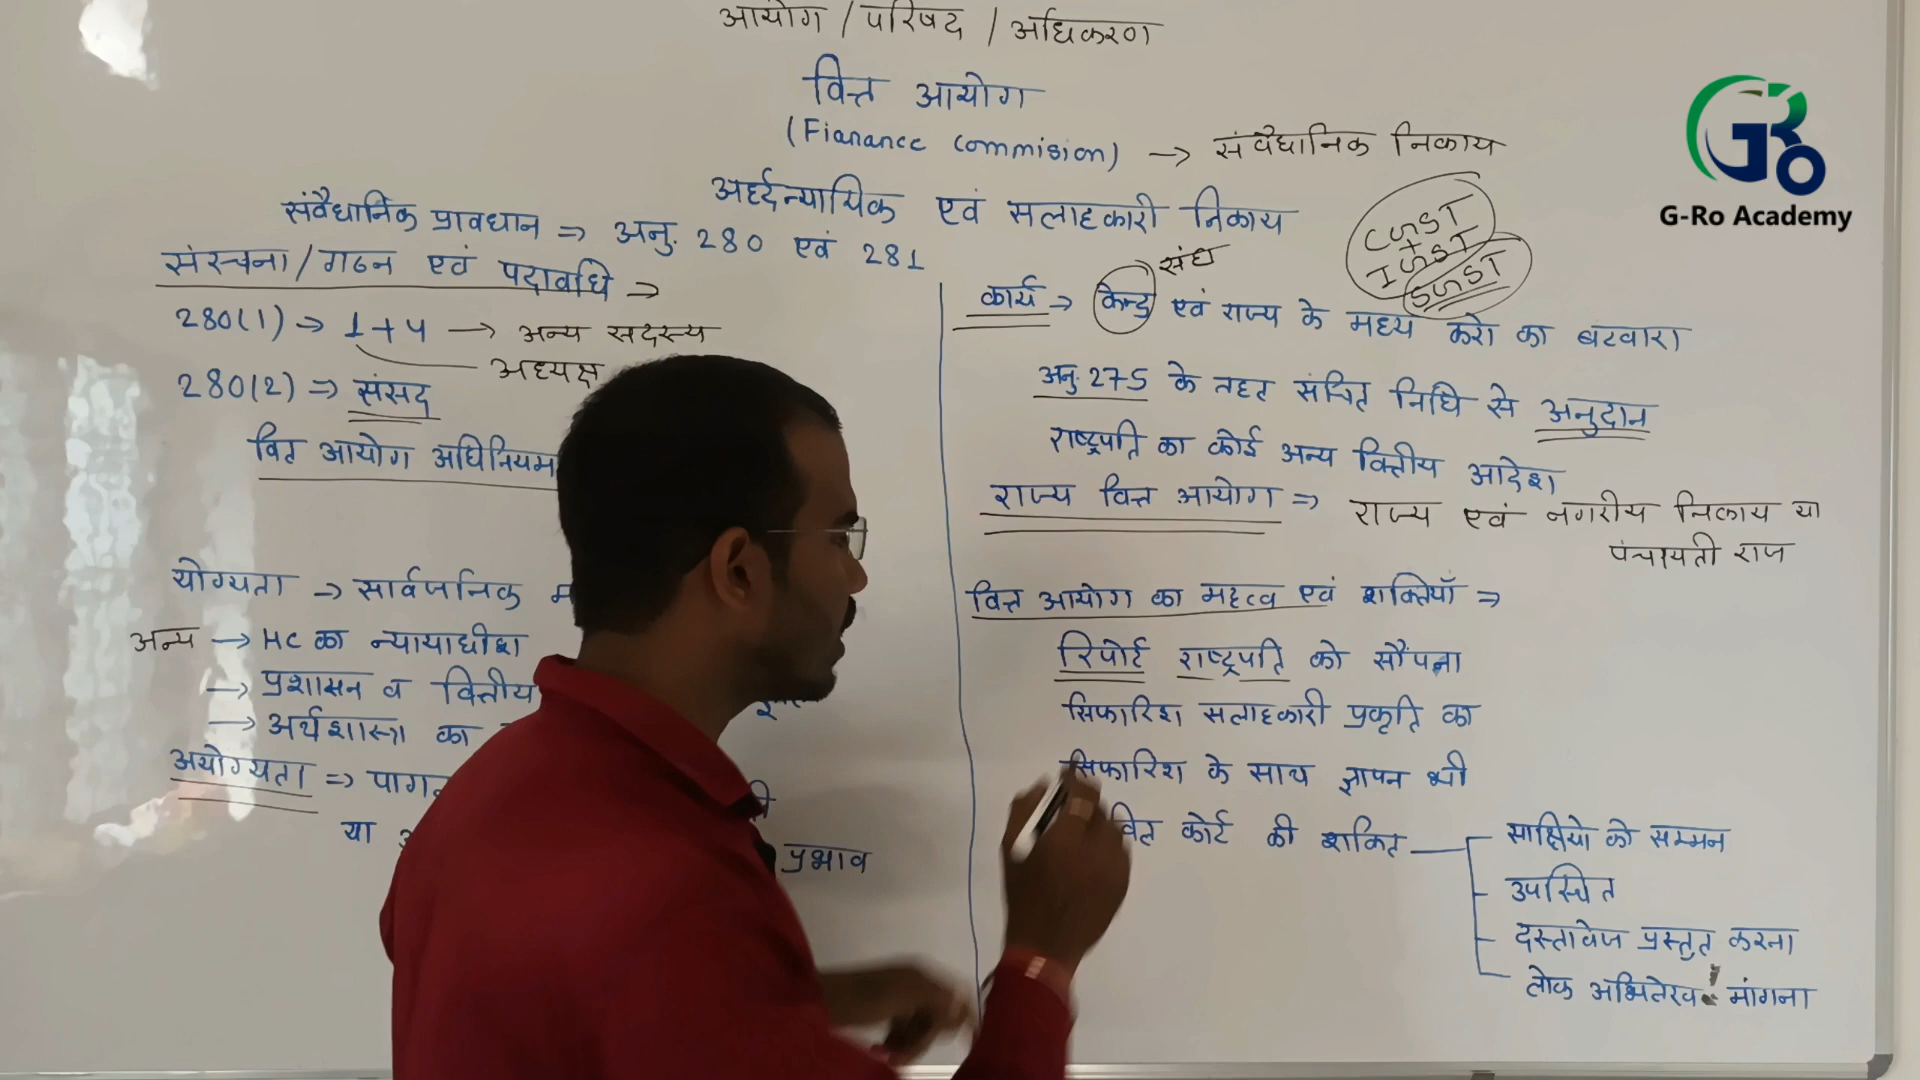 आयोग / परिषद / अधिकरण
वित्त आयोग
(Fianance Commision) → संवैधानिक निकाय
अर्द्धन्यायिक एवं सलाहकारी निकाय
संवैधानिक प्रावधान ⇒ अनु. 280 एवं 281
संरचना / गठन एवं पदावधि →
280(1) → 1 + 4 → अन्य सदस्य
अध्यक्ष
280(2) ⇒ संसद
वित्त आयोग अधिनियम
योग्यता → सार्वजनिक
अन्य → HC का न्यायाधीश
→ प्रशासन व वित्तीय
→ अर्थशास्त्र का
अयोग्यता ⇒
या
प्रभाव
CGST
+
IGST
SGST
संघ
कार्य → केन्द्र एवं राज्य के मध्य करो का बटवारा
अनु. 275 के तहत संचित निधि से अनुदान
राष्ट्रपति का कोई अन्य वित्तीय आदेश
राज्य वित्त आयोग ⇒ राज्य एवं नगरीय निकाय या
पंचायती राज
वित्त आयोग का महत्व एवं शक्तियाँ ⇒
रिपोर्ट राष्ट्रपति को सौंपना
सिफारिश सलाहकारी प्रकृति का
सिफारिश के साथ ज्ञापन भी
कोर्ट की शक्ति
साक्षियो को सम्मन
उपस्थित
दस्तावेज प्रस्तुत करना
लोक अभिलेख मांगना
GRo
G-Ro Academy